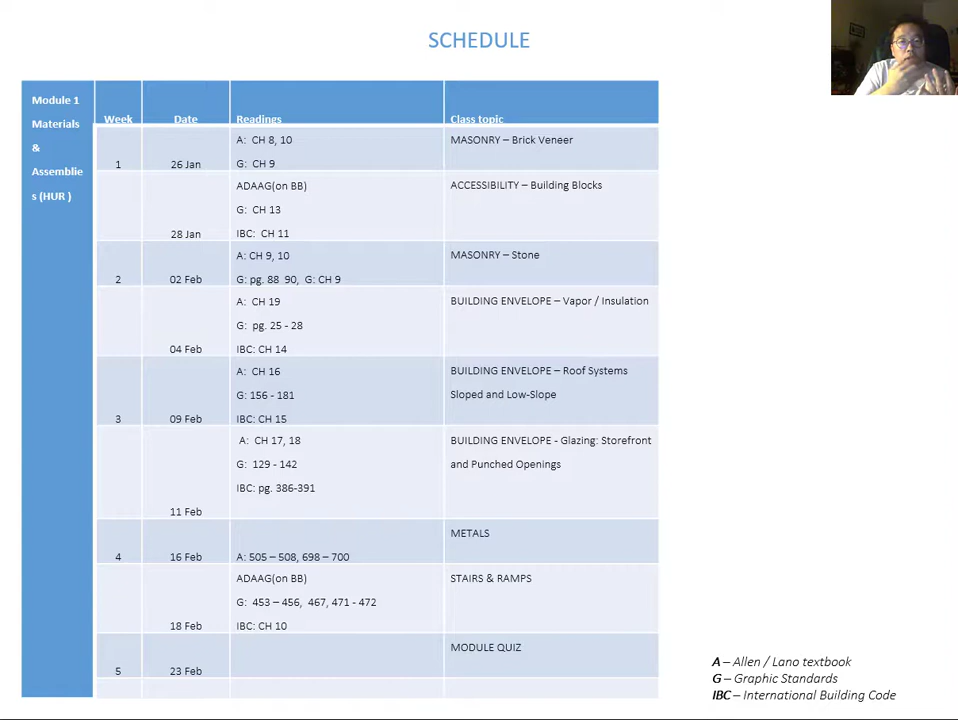 SCHEDULE
Module 1
Materials
&
Assemblie
s (HUR )
Week
Date
Readings
Class topic
1
26 Jan
A: CH 8, 10
G: CH 9
MASONRY – Brick Veneer
28 Jan
ADAAG(on BB)
G: CH 13
IBC: CH 11
ACCESSIBILITY – Building Blocks
2
02 Feb
A: CH 9, 10
G: pg. 88 90, G: CH 9
MASONRY – Stone
04 Feb
A: CH 19
G: pg. 25 - 28
IBC: CH 14
BUILDING ENVELOPE – Vapor / Insulation
3
09 Feb
A: CH 16
G: 156 - 181
IBC: CH 15
BUILDING ENVELOPE – Roof Systems
Sloped and Low-Slope
11 Feb
A: CH 17, 18
G: 129 - 142
IBC: pg. 386-391
BUILDING ENVELOPE - Glazing: Storefront
and Punched Openings
4
16 Feb
A: 505 – 508, 698 – 700
METALS
18 Feb
ADAAG(on BB)
G: 453 – 456, 467, 471 - 472
IBC: CH 10
STAIRS & RAMPS
5
23 Feb
MODULE QUIZ
A – Allen / Lano textbook
G – Graphic Standards
IBC – International Building Code